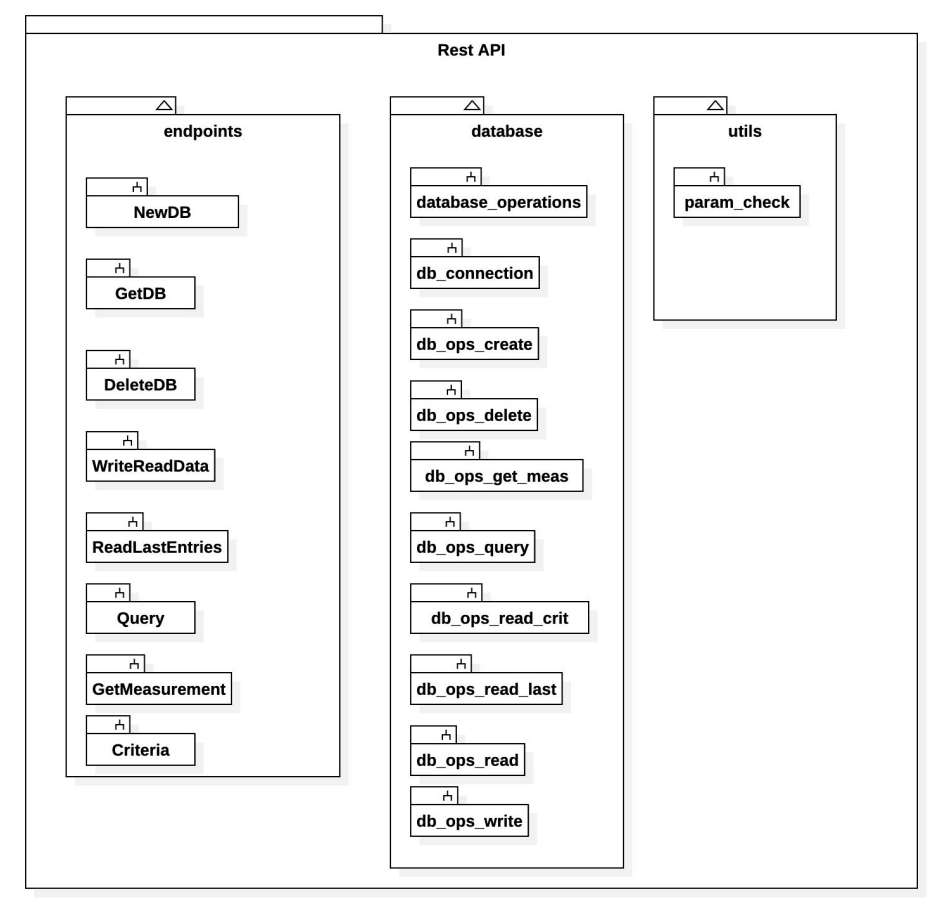 Rest API
endpoints
NewDB
GetDB
DeleteDB
WriteReadData
ReadLastEntries
Query
GetMeasurement
Criteria
database
database_operations
db_connection
db_ops_create
db_ops_delete
db_ops_get_meas
db_ops_query
db_ops_read_crit
db_ops_read_last
db_ops_read
db_ops_write
utils
param_check